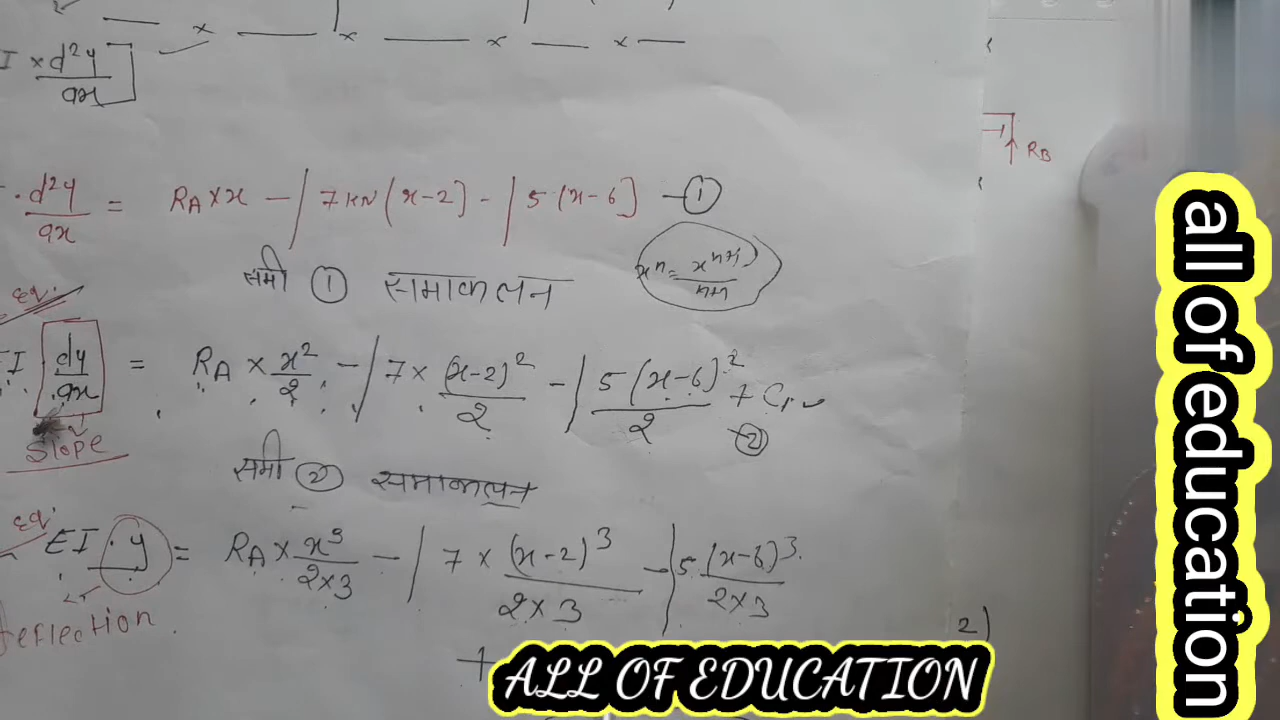 I × d²y
dx
. d²y/dx = RA × x - | 7 KN (x-2] - | 5 (x-6] — ①
RB
समी ① समाकलन
xⁿ = xⁿ⁺¹/n+1
Eq.
EI dy/dx = RA × x²/2 - | 7 × (x-2)²/2 - | 5 (x-6)²/2 + C₁ ②
Slope
समी ② समाकलन
Eq.
EI . y = RA × x³/2×3 - | 7 × (x-2)³/2×3 - | 5 (x-6)³/2×3
Deflection
2)
+
ALL OF EDUCATION
all of education